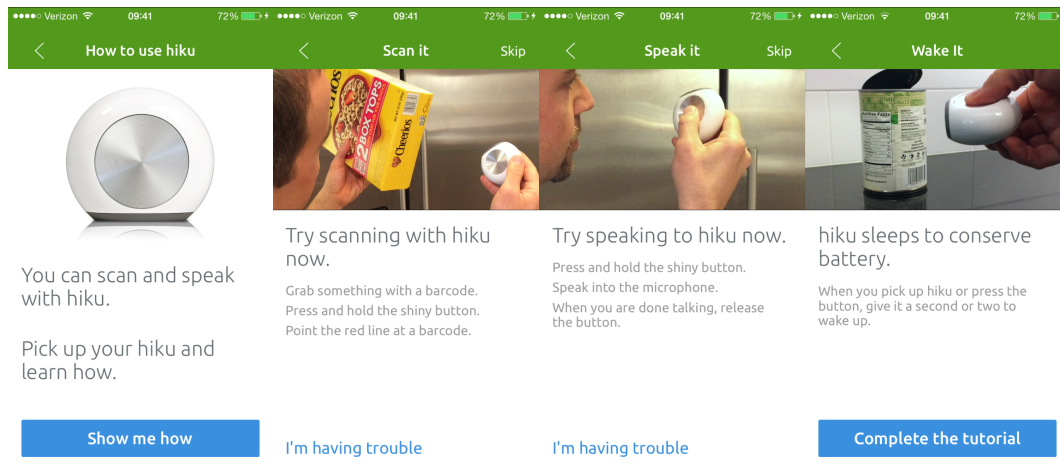 ●●●●○ Verizon 09:41 72%
How to use hiku
You can scan and speak
with hiku.
Pick up your hiku and
learn how.
Show me how
●●●●○ Verizon 09:41 72%
Scan it Skip
2 BOX TOPS
Cheerios
Try scanning with hiku
now.
Grab something with a barcode.
Press and hold the shiny button.
Point the red line at a barcode.
I'm having trouble
●●●●○ Verizon 09:41 72%
Speak it Skip
Try speaking to hiku now.
Press and hold the shiny button.
Speak into the microphone.
When you are done talking, release
the button.
I'm having trouble
●●●●○ Verizon 09:41 72%
Wake It
Nutrition Facts
hiku sleeps to conserve
battery.
When you pick up hiku or press the
button, give it a second or two to
wake up.
Complete the tutorial